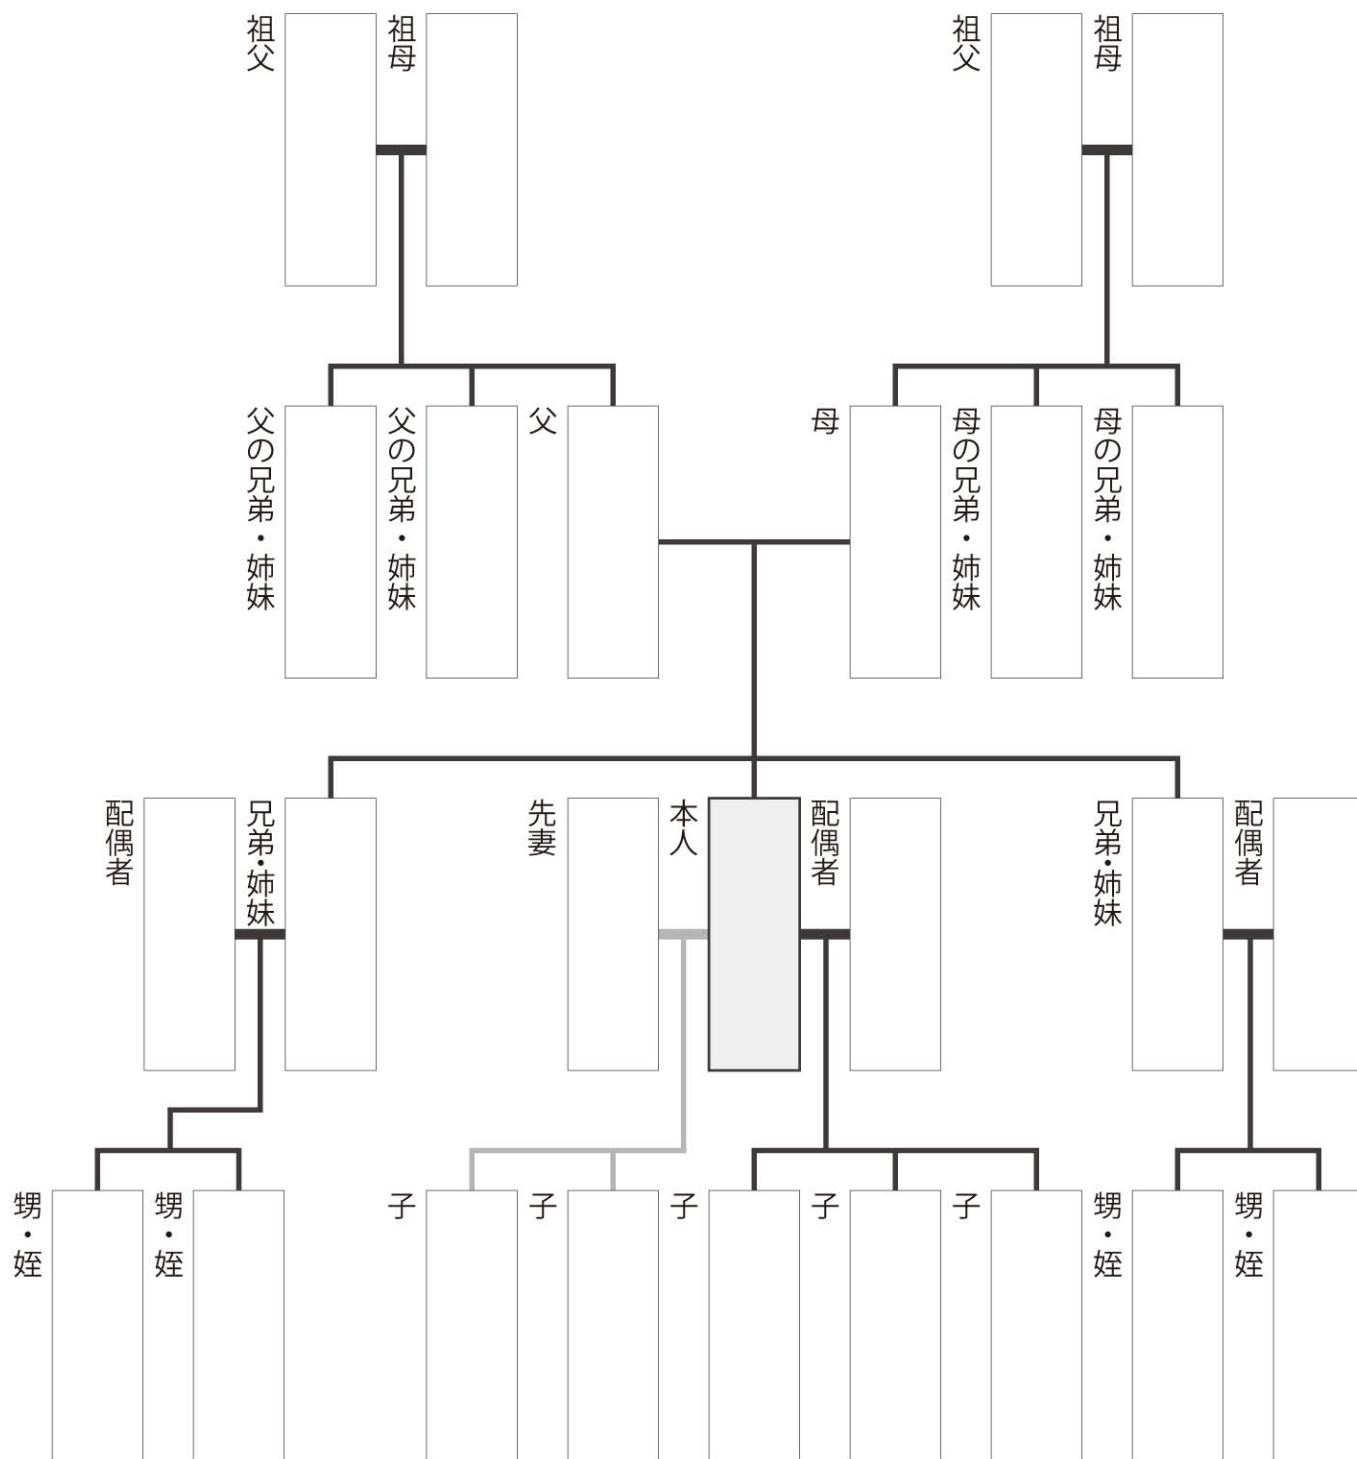 祖父
祖母
祖父
祖母
父の兄弟・姉妹
父の兄弟・姉妹
父
母
母の兄弟・姉妹
母の兄弟・姉妹
配偶者
兄弟・姉妹
先妻
本人
配偶者
兄弟・姉妹
配偶者
甥・姪
甥・姪
子
子
子
子
子
甥・姪
甥・姪